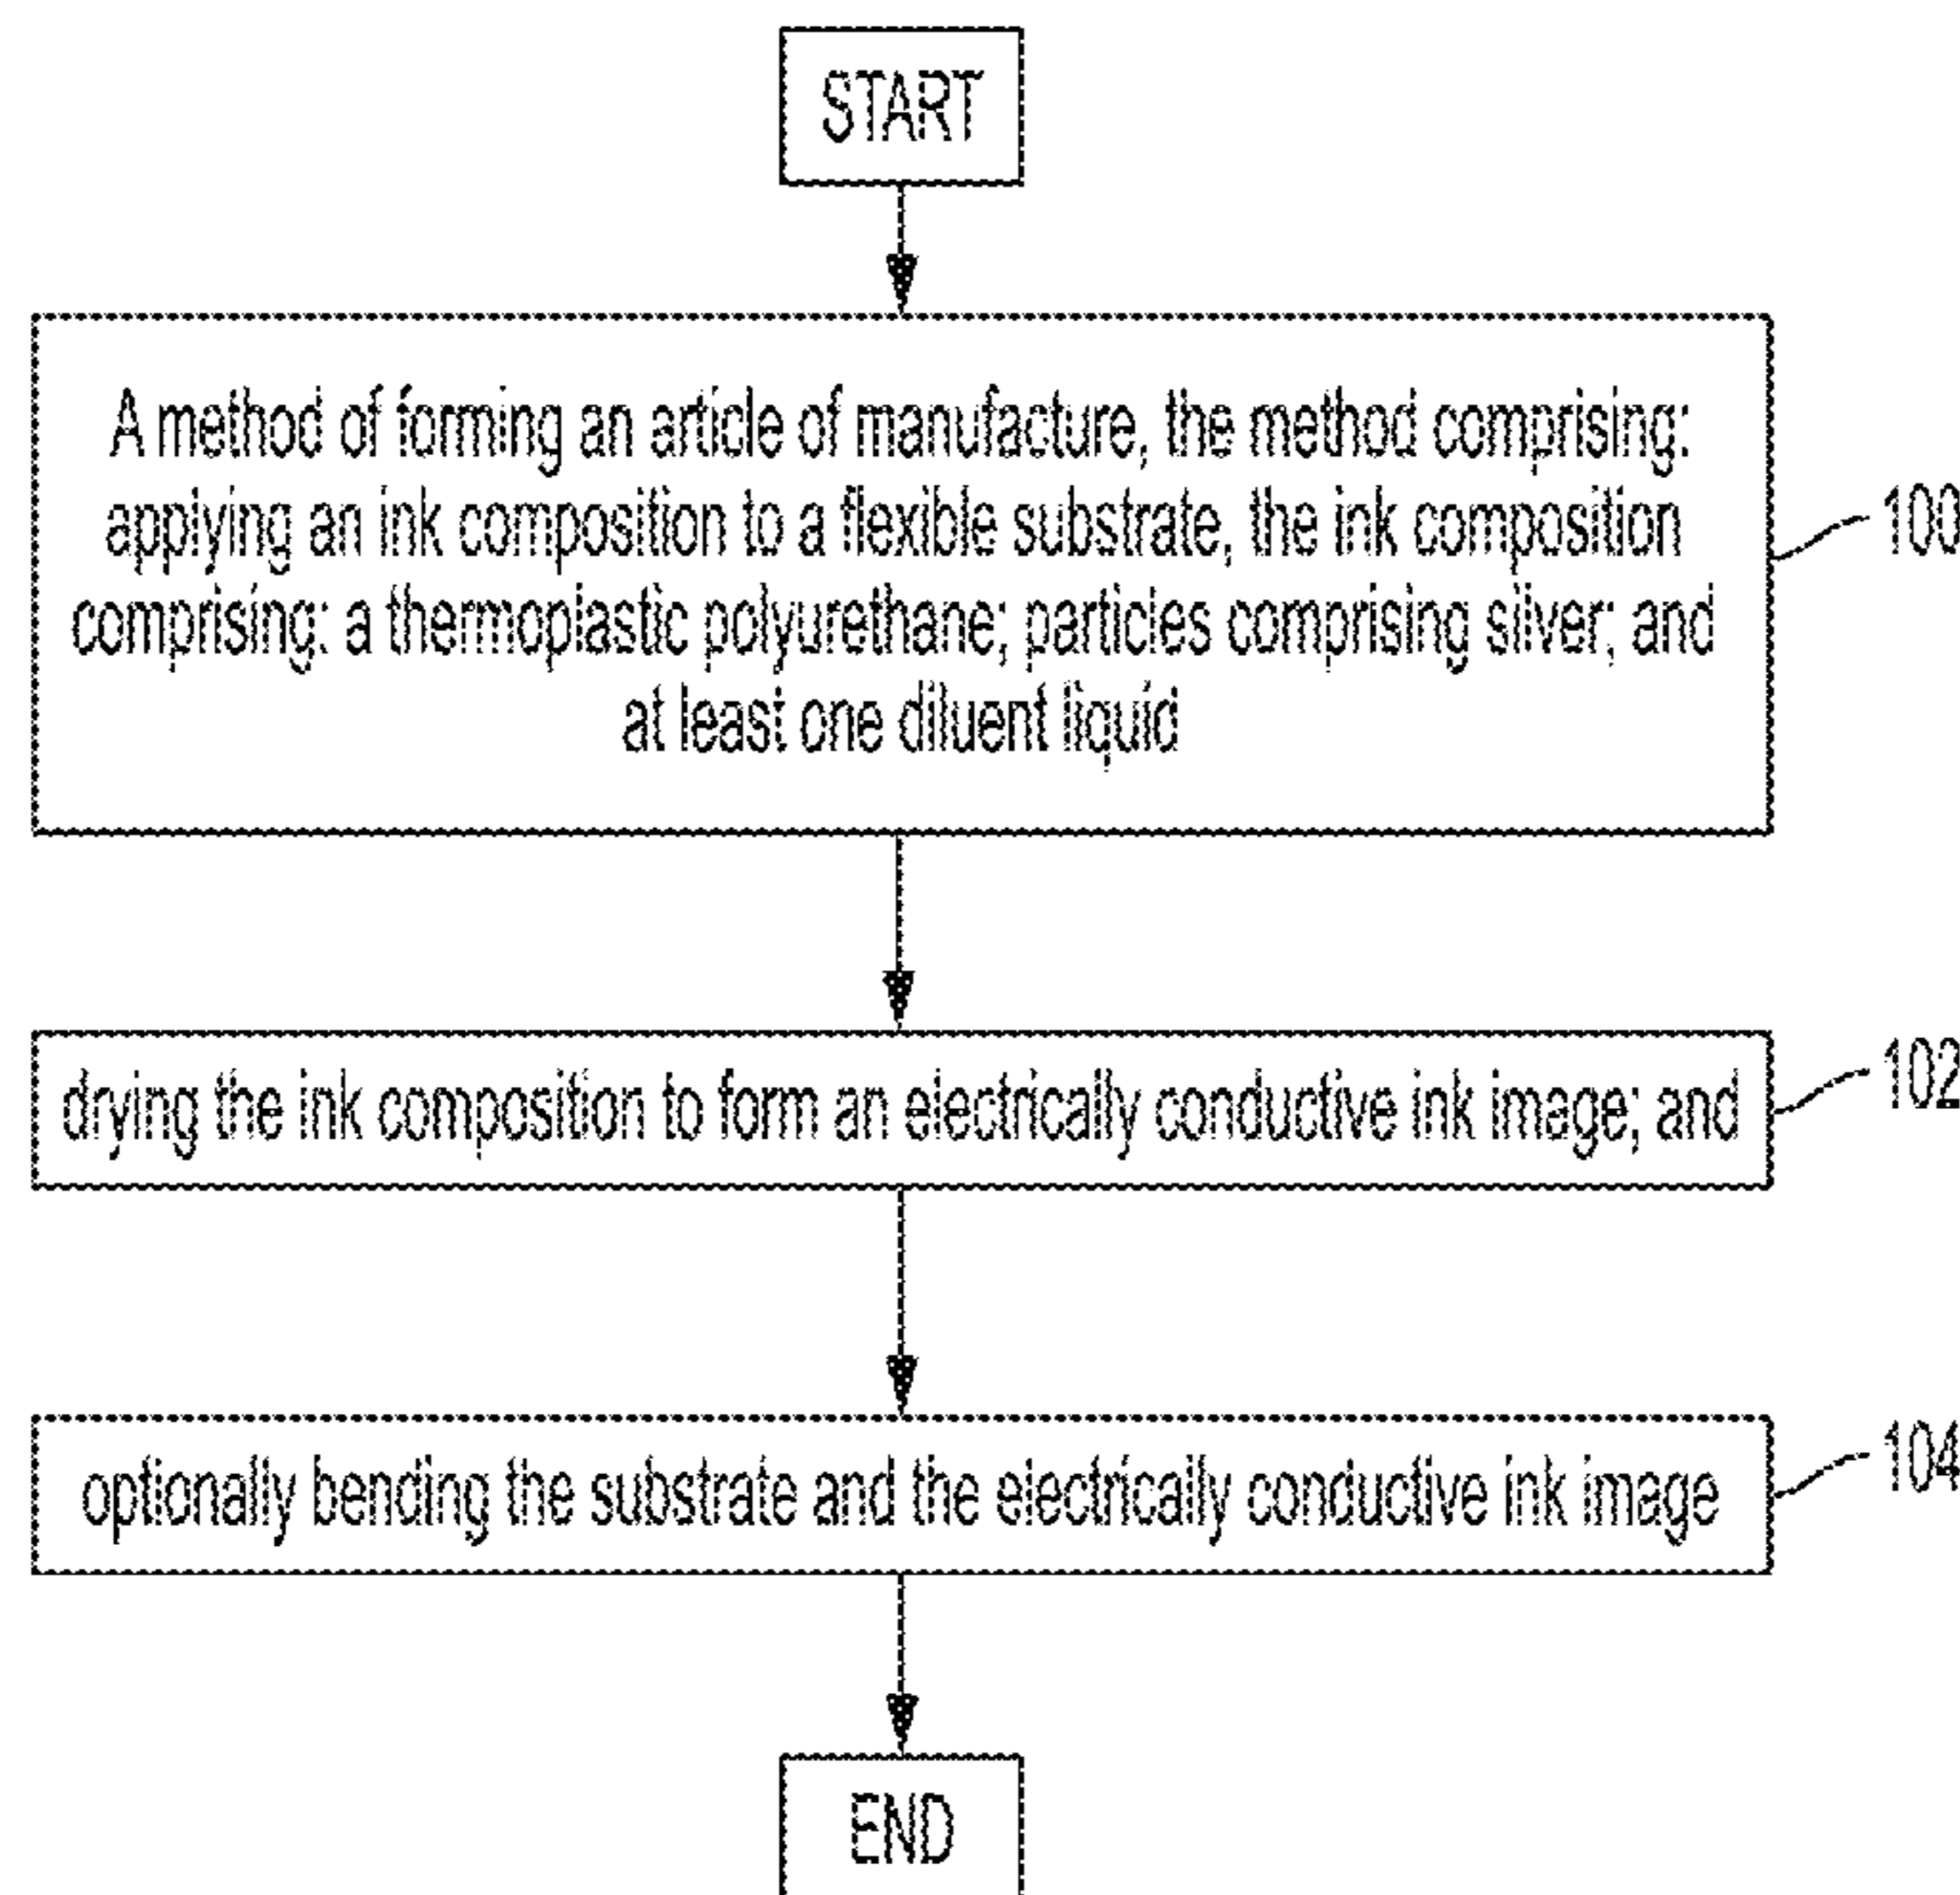 START
A method of forming an article of manufacture, the method comprising:
applying an ink composition to a flexible substrate, the ink composition
comprising: a thermoplastic polyurethane; particles comprising silver; and
at least one diluent liquid
100
drying the ink composition to form an electrically conductive ink image; and
102
optionally bending the substrate and the electrically conductive ink image
104
END